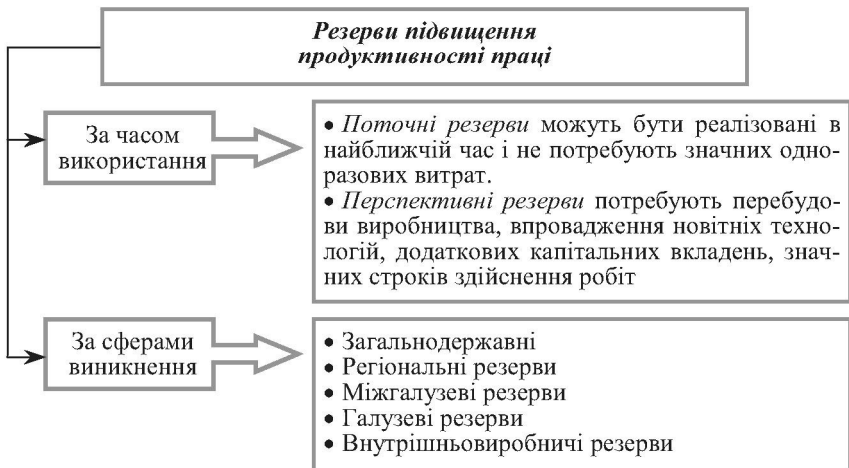 Резерви підвищення
продуктивності праці
За часом
використання
• Поточні резерви можуть бути реалізовані в
найближчій час і не потребують значних одно-
разових витрат.
• Перспективні резерви потребують перебудо-
ви виробництва, впровадження новітніх техно-
логій, додаткових капітальних вкладень, знач-
них строків здійснення робіт
За сферами
виникнення
• Загальнодержавні
• Регіональні резерви
• Міжгалузеві резерви
• Галузеві резерви
• Внутрішньовиробничі резерви